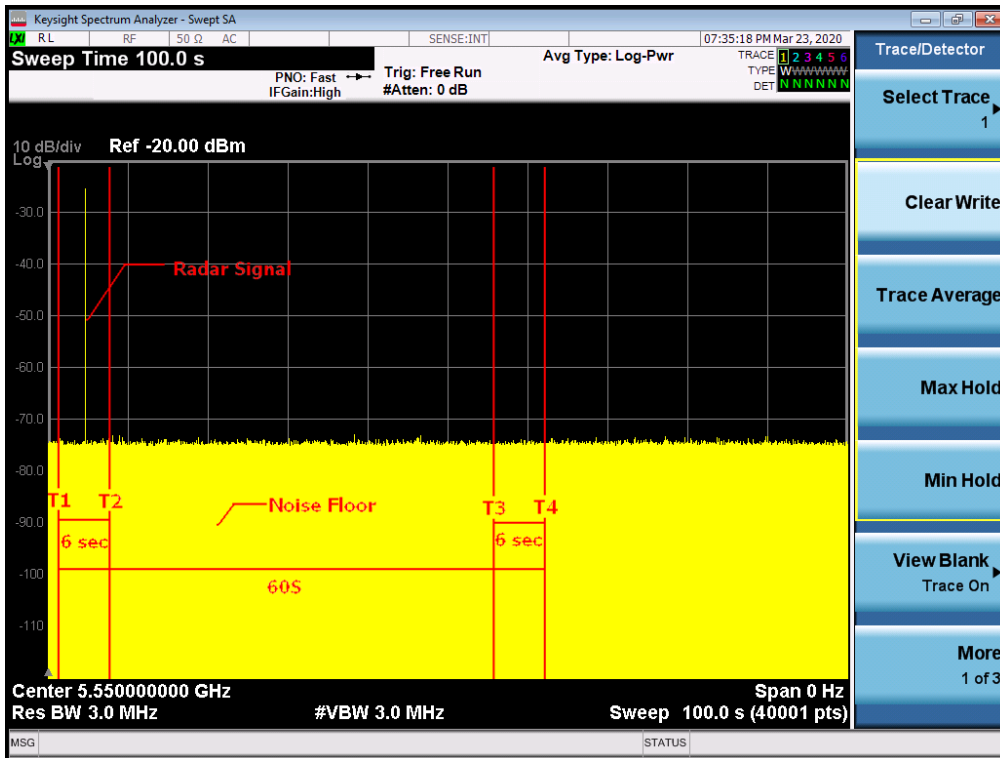 Keysight Spectrum Analyzer - Swept SA
LXI RL RF 50 Ω AC SENSE:INT 07:35:18 PM Mar 23, 2020
Sweep Time 100.0 s
PNO: Fast
IFGain:High
Trig: Free Run
#Atten: 0 dB
Avg Type: Log-Pwr
TRACE 1 2 3 4 5 6
TYPE WWWWWW
DET N N N N N N
Trace/Detector
Select Trace
1
Clear Write
Trace Average
Max Hold
Min Hold
View Blank
Trace On
More
1 of 3
10 dB/div Ref -20.00 dBm
Log
-30.0
-40.0
-50.0
-60.0
-70.0
-80.0
-90.0
-100
-110
Radar Signal
T1 T2 Noise Floor T3 T4
6 sec 6 sec
60S
Center 5.550000000 GHz Span 0 Hz
Res BW 3.0 MHz #VBW 3.0 MHz Sweep 100.0 s (40001 pts)
MSG STATUS